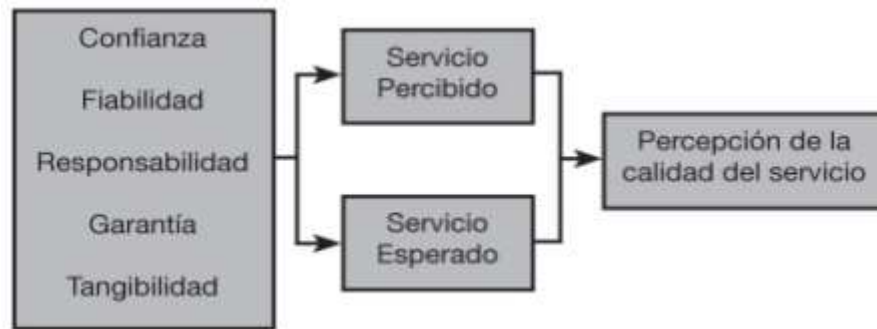 Confianza
Fiabilidad
Responsabilidad
Garantía
Tangibilidad
Servicio
Percibido
Servicio
Esperado
Percepción de la
calidad del servicio